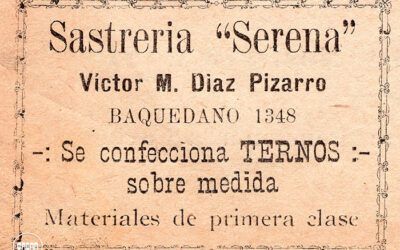 Sastreria “Serena”
Victor M. Diaz Pizarro
BAQUEDANO 1348
-: Se confecciona TERNOS :-
sobre medida
Materiales de primera clase